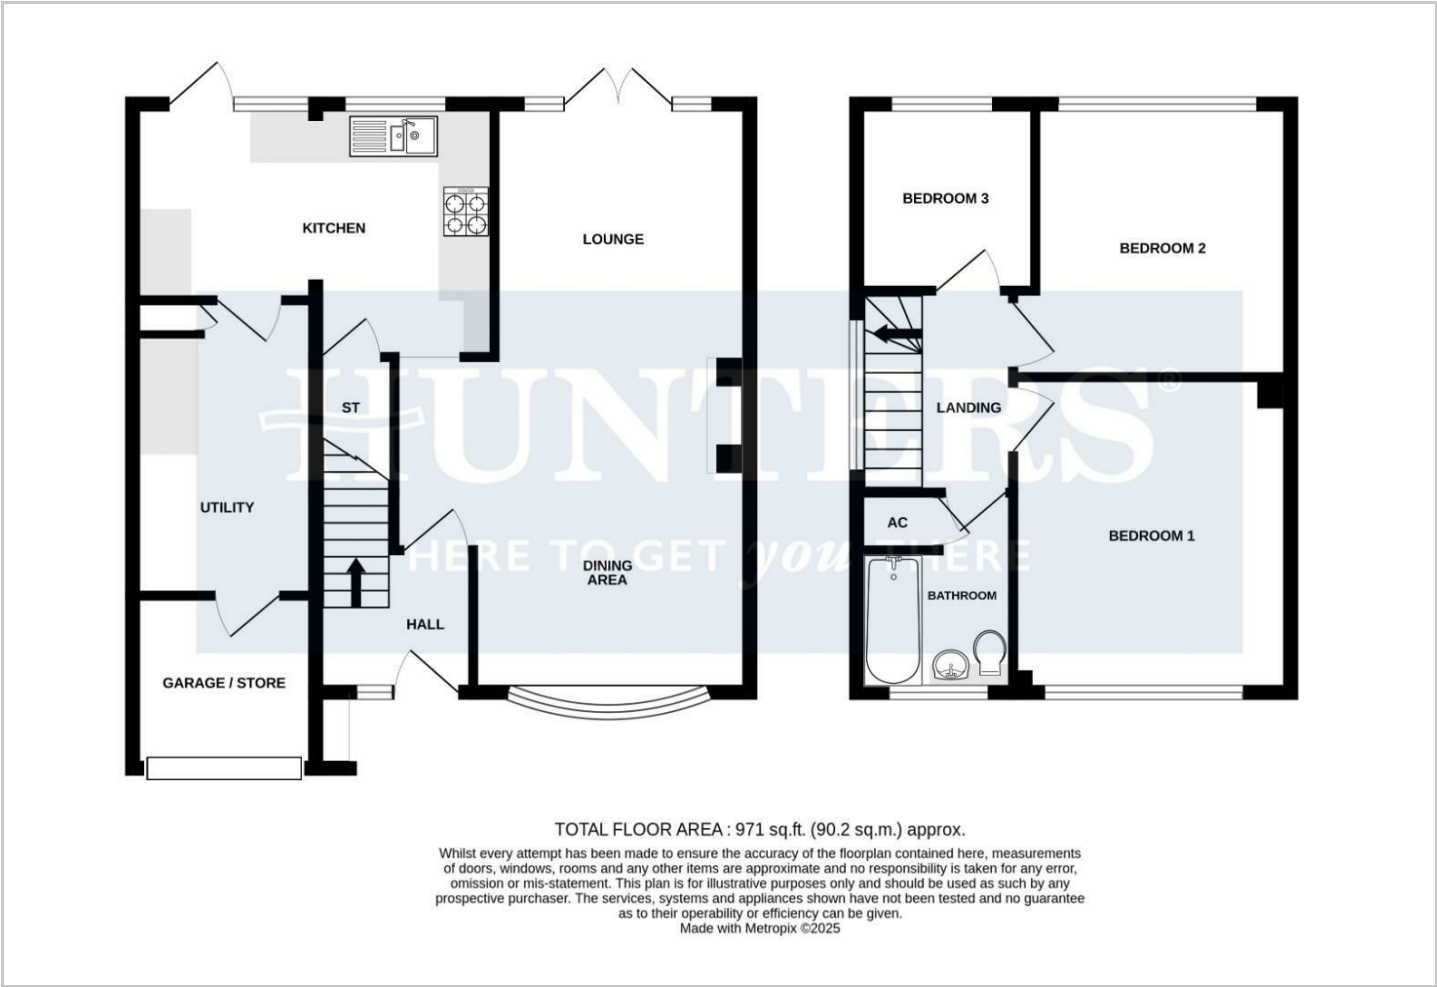 KITCHEN
LOUNGE
ST
UTILITY
DINING
AREA
HALL
GARAGE / STORE
BEDROOM 3
BEDROOM 2
LANDING
AC
BEDROOM 1
BATHROOM
HUNTERS®
HERE TO GET you THERE
TOTAL FLOOR AREA : 971 sq.ft. (90.2 sq.m.) approx.
Whilst every attempt has been made to ensure the accuracy of the floorplan contained here, measurements
of doors, windows, rooms and any other items are approximate and no responsibility is taken for any error,
omission or mis-statement. This plan is for illustrative purposes only and should be used as such by any
prospective purchaser. The services, systems and appliances shown have not been tested and no guarantee
as to their operability or efficiency can be given.
Made with Metropix ©2025